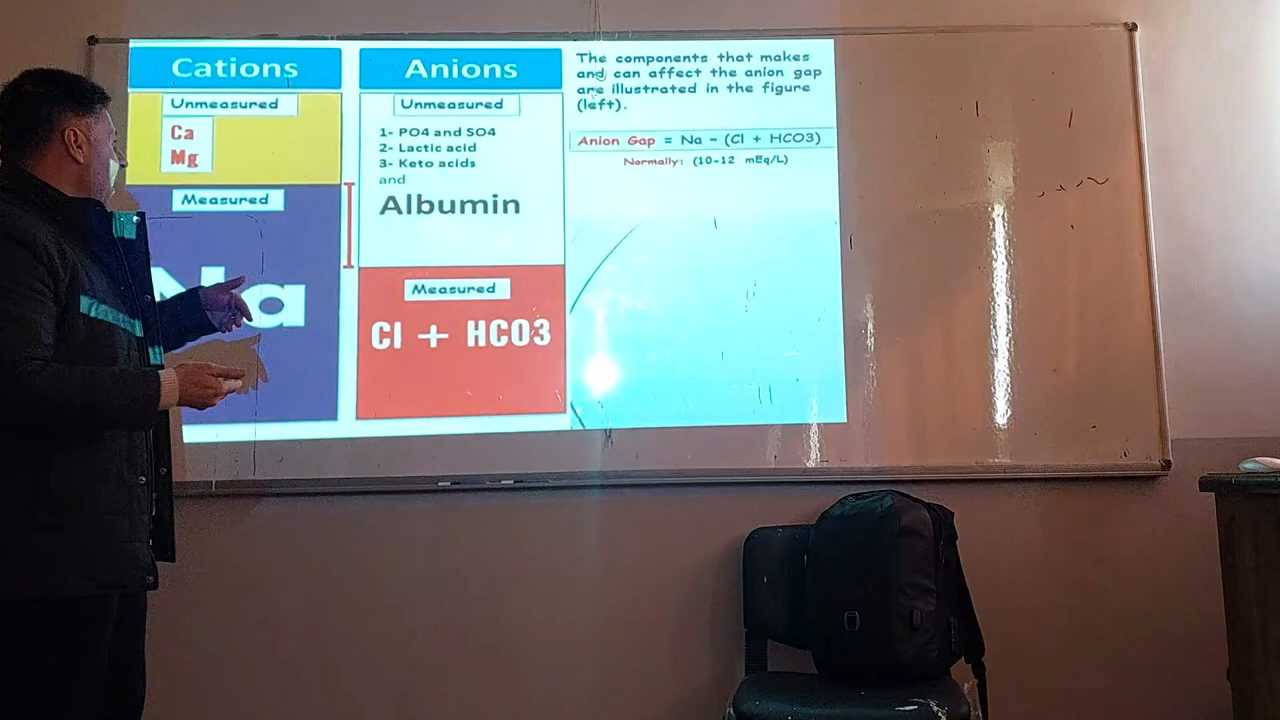 Cations
Unmeasured
Ca
Mg
Measured
Na
Anions
Unmeasured
1- PO4 and SO4
2- Lactic acid
3- Keto acids
and
Albumin
Measured
Cl + HCO3
The components that makes
and can affect the anion gap
are illustrated in the figure
(left).
Anion Gap = Na - (Cl + HCO3)
Normally: (10-12 mEq/L)